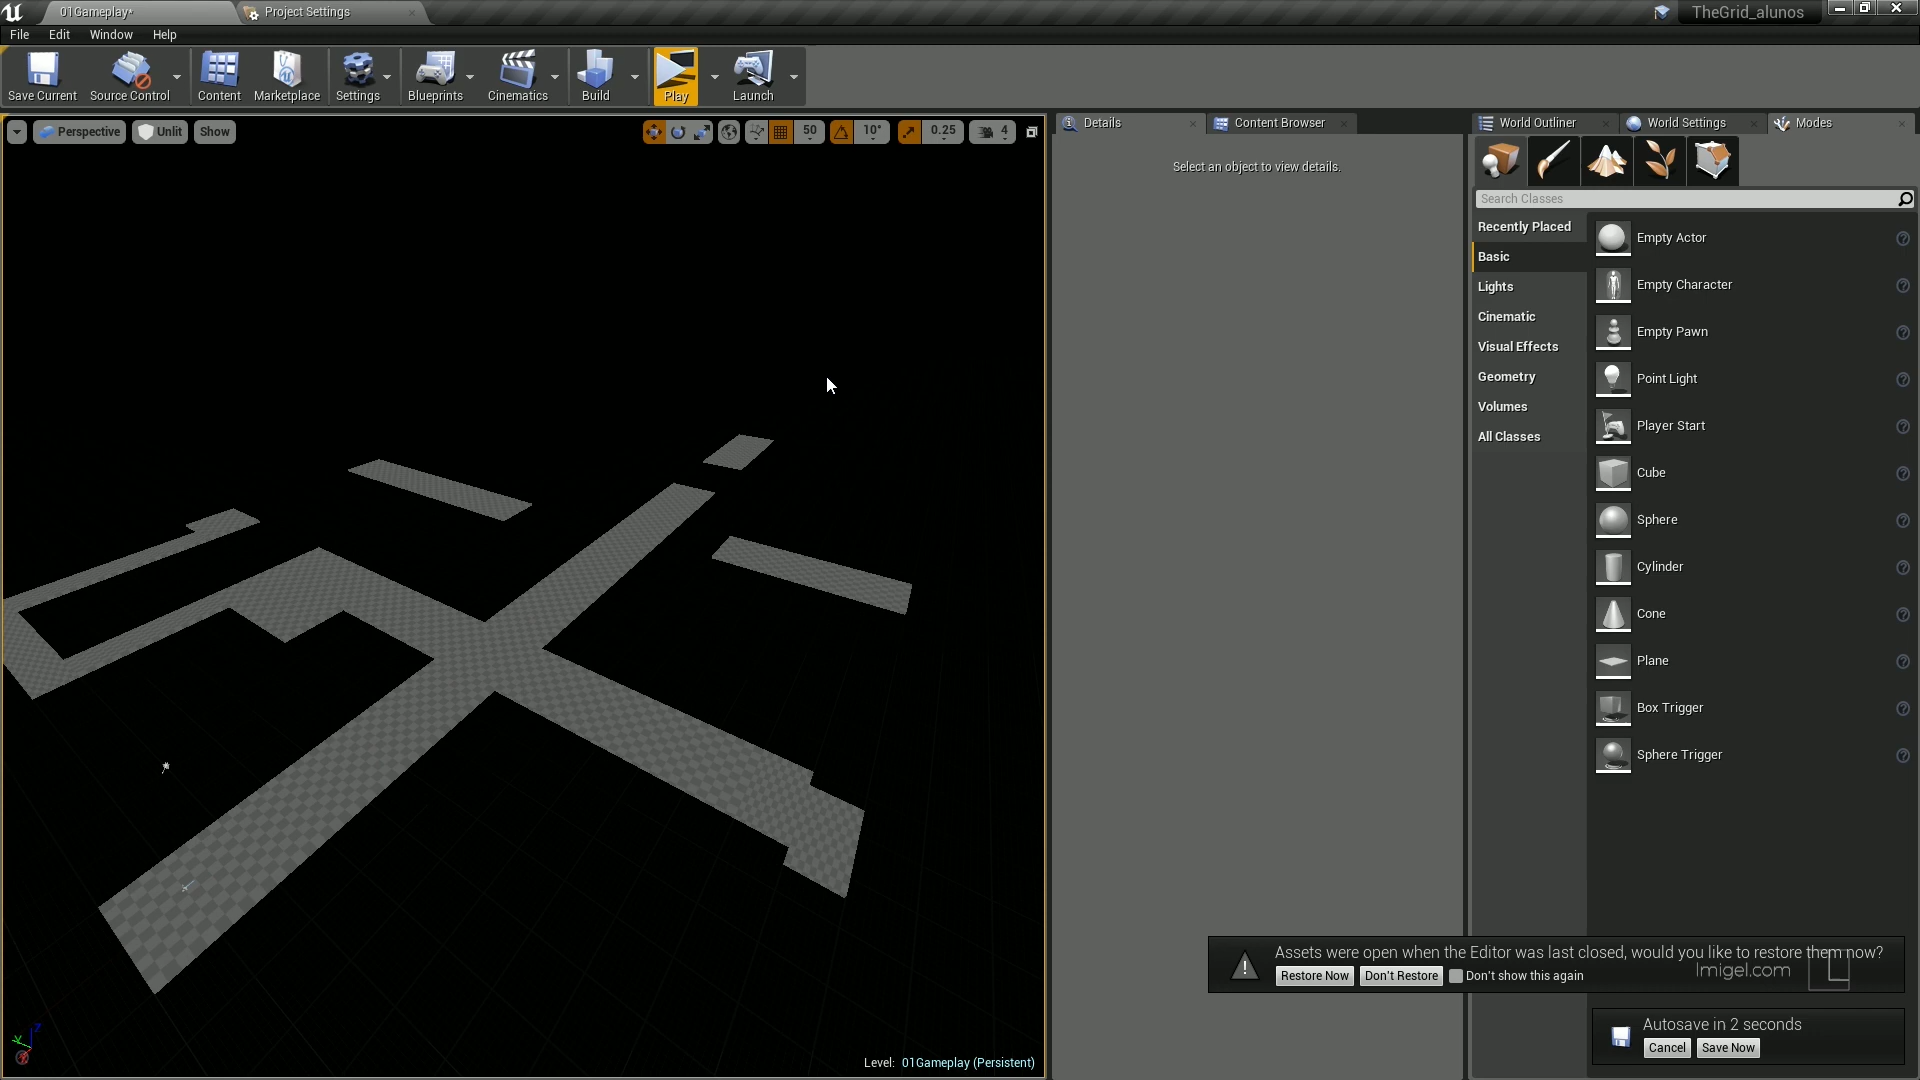 01Gameplay*
Project Settings
TheGrid_alunos
File Edit Window Help
Save Current Source Control Content Marketplace Settings Blueprints Cinematics Build Play Launch
Perspective Unlit Show 50 10° 0.25 4
Details Content Browser
Select an object to view details.
World Outliner World Settings Modes
Search Classes
Recently Placed
Basic
Lights
Cinematic
Visual Effects
Geometry
Volumes
All Classes
Empty Actor
Empty Character
Empty Pawn
Point Light
Player Start
Cube
Sphere
Cylinder
Cone
Plane
Box Trigger
Sphere Trigger
Assets were open when the Editor was last closed, would you like to restore them now?
Restore Now Don't Restore Don't show this again
Imigel.com
Autosave in 2 seconds
Cancel Save Now
Level: 01Gameplay (Persistent)
Z
Y